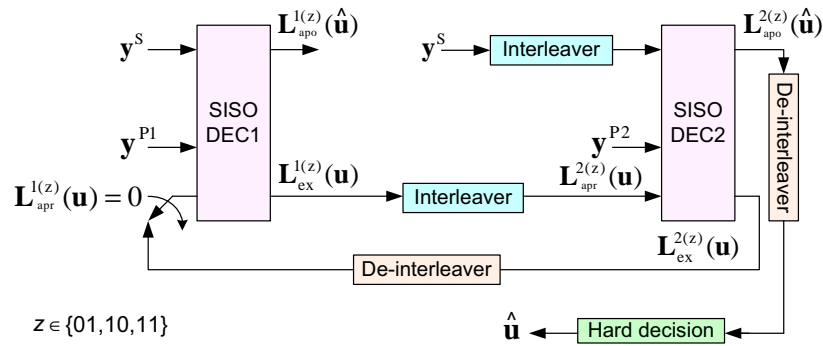 y^S
L_apo^1(z)(û)
SISO
DEC1
y^P1
L_apr^1(z)(u) = 0
L_ex^1(z)(u)
Interleaver
y^S
Interleaver
L_apo^2(z)(û)
SISO
DEC2
y^P2
L_apr^2(z)(u)
De-interleaver
L_ex^2(z)(u)
De-interleaver
z ∈ {01,10,11}
û
Hard decision